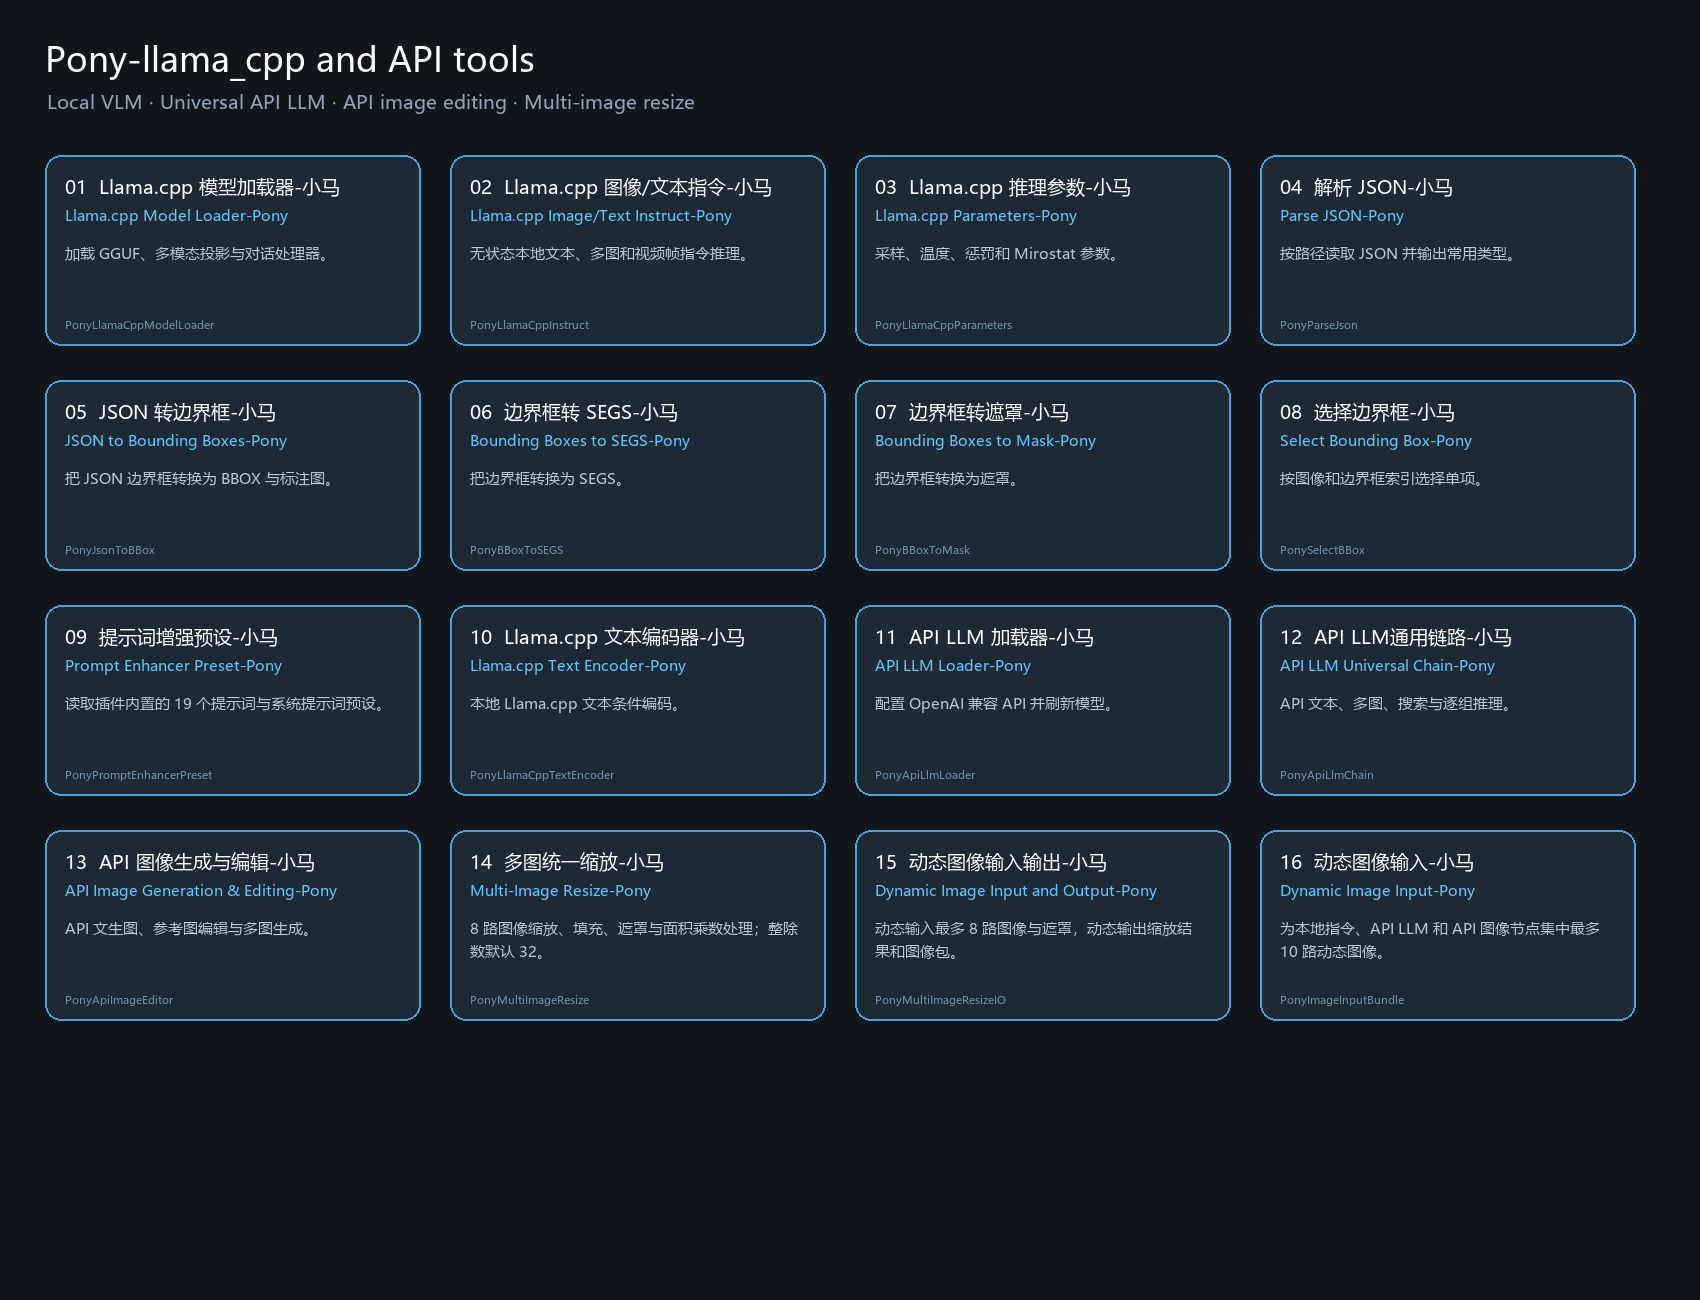 Pony-llama_cpp and API tools
Local VLM · Universal API LLM · API image editing · Multi-image resize
01 Llama.cpp 模型加载器-小马
Llama.cpp Model Loader-Pony
加载 GGUF、多模态投影与对话处理器。
PonyLlamaCppModelLoader
02 Llama.cpp 图像/文本指令-小马
Llama.cpp Image/Text Instruct-Pony
无状态本地文本、多图和视频帧指令推理。
PonyLlamaCppInstruct
03 Llama.cpp 推理参数-小马
Llama.cpp Parameters-Pony
采样、温度、惩罚和 Mirostat 参数。
PonyLlamaCppParameters
04 解析 JSON-小马
Parse JSON-Pony
按路径读取 JSON 并输出常用类型。
PonyParseJson
05 JSON 转边界框-小马
JSON to Bounding Boxes-Pony
把 JSON 边界框转换为 BBOX 与标注图。
PonyJsonToBBox
06 边界框转 SEGS-小马
Bounding Boxes to SEGS-Pony
把边界框转换为 SEGS。
PonyBBoxToSEGS
07 边界框转遮罩-小马
Bounding Boxes to Mask-Pony
把边界框转换为遮罩。
PonyBBoxToMask
08 选择边界框-小马
Select Bounding Box-Pony
按图像和边界框索引选择单项。
PonySelectBBox
09 提示词增强预设-小马
Prompt Enhancer Preset-Pony
读取插件内置的 19 个提示词与系统提示词预设。
PonyPromptEnhancerPreset
10 Llama.cpp 文本编码器-小马
Llama.cpp Text Encoder-Pony
本地 Llama.cpp 文本条件编码。
PonyLlamaCppTextEncoder
11 API LLM 加载器-小马
API LLM Loader-Pony
配置 OpenAI 兼容 API 并刷新模型。
PonyApiLlmLoader
12 API LLM通用链路-小马
API LLM Universal Chain-Pony
API 文本、多图、搜索与逐组推理。
PonyApiLlmChain
13 API 图像生成与编辑-小马
API Image Generation & Editing-Pony
API 文生图、参考图编辑与多图生成。
PonyApiImageEditor
14 多图统一缩放-小马
Multi-Image Resize-Pony
8 路图像缩放、填充、遮罩与面积乘数处理；整除
数默认 32。
PonyMultiImageResize
15 动态图像输入输出-小马
Dynamic Image Input and Output-Pony
动态输入最多 8 路图像与遮罩，动态输出缩放结
果和图像包。
PonyMultiImageResizeIO
16 动态图像输入-小马
Dynamic Image Input-Pony
为本地指令、API LLM 和 API 图像节点集中最多
10 路动态图像。
PonyImageInputBundle